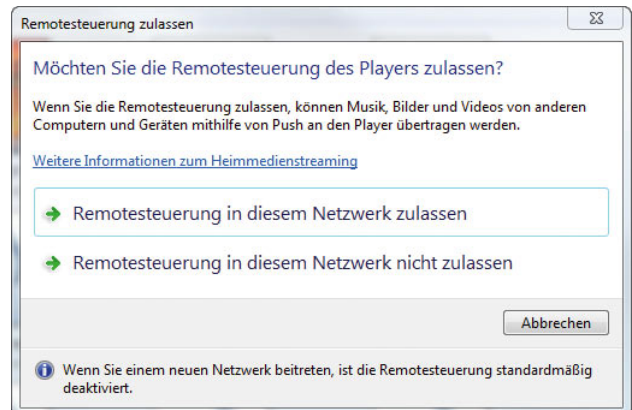 Remotesteuerung zulassen
Möchten Sie die Remotesteuerung des Players zulassen?
Wenn Sie die Remotesteuerung zulassen, können Musik, Bilder und Videos von anderen
Computern und Geräten mithilfe von Push an den Player übertragen werden.
Weitere Informationen zum Heimmedienstreaming
Remotesteuerung in diesem Netzwerk zulassen
Remotesteuerung in diesem Netzwerk nicht zulassen
Abbrechen
Wenn Sie einem neuen Netzwerk beitreten, ist die Remotesteuerung standardmäßig
deaktiviert.